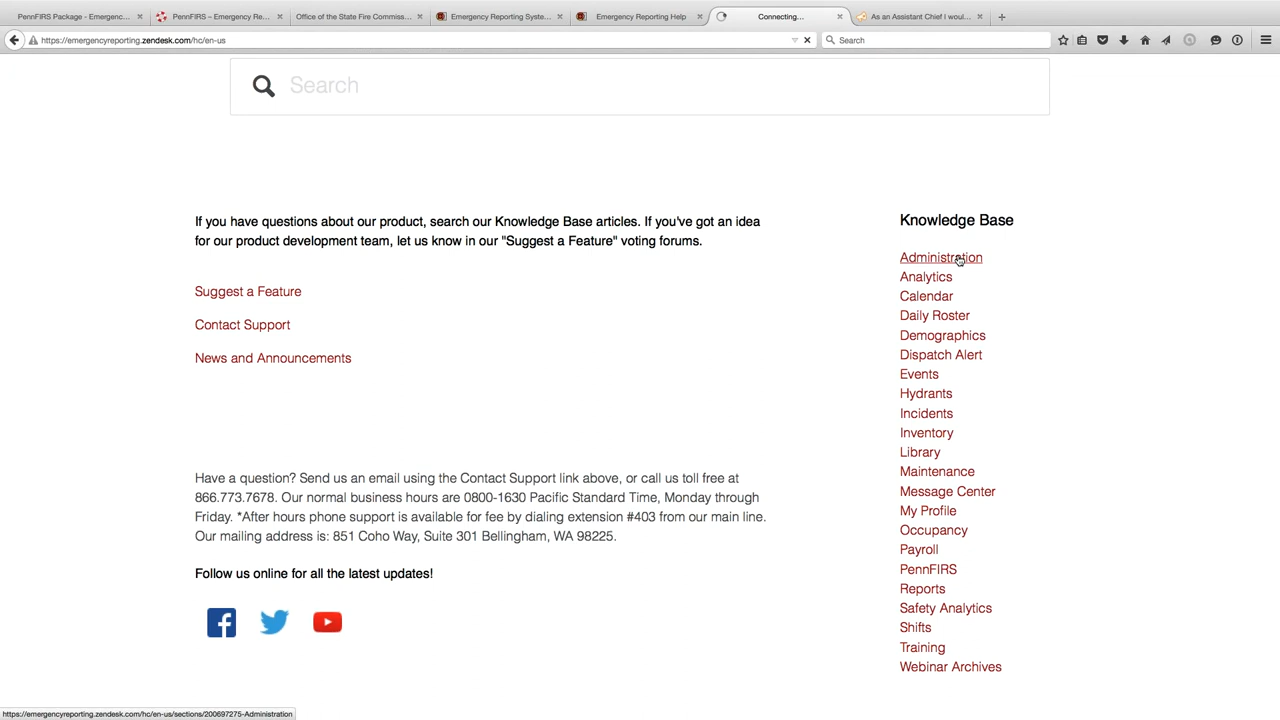 PennFIRS Package - Emergenc...
PennFIRS – Emergency Re...
Office of the State Fire Commiss...
Emergency Reporting Syste...
Emergency Reporting Help
Connecting...
As an Assistant Chief I woul...
https://emergencyreporting.zendesk.com/hc/en-us
Search
Search
If you have questions about our product, search our Knowledge Base articles. If you've got an idea
for our product development team, let us know in our "Suggest a Feature" voting forums.
Suggest a Feature
Contact Support
News and Announcements
Have a question? Send us an email using the Contact Support link above, or call us toll free at
866.773.7678. Our normal business hours are 0800-1630 Pacific Standard Time, Monday through
Friday. *After hours phone support is available for fee by dialing extension #403 from our main line.
Our mailing address is: 851 Coho Way, Suite 301 Bellingham, WA 98225.
Follow us online for all the latest updates!
Knowledge Base
Administration
Analytics
Calendar
Daily Roster
Demographics
Dispatch Alert
Events
Hydrants
Incidents
Inventory
Library
Maintenance
Message Center
My Profile
Occupancy
Payroll
PennFIRS
Reports
Safety Analytics
Shifts
Training
Webinar Archives
https://emergencyreporting.zendesk.com/hc/en-us/sections/200697275-Administration